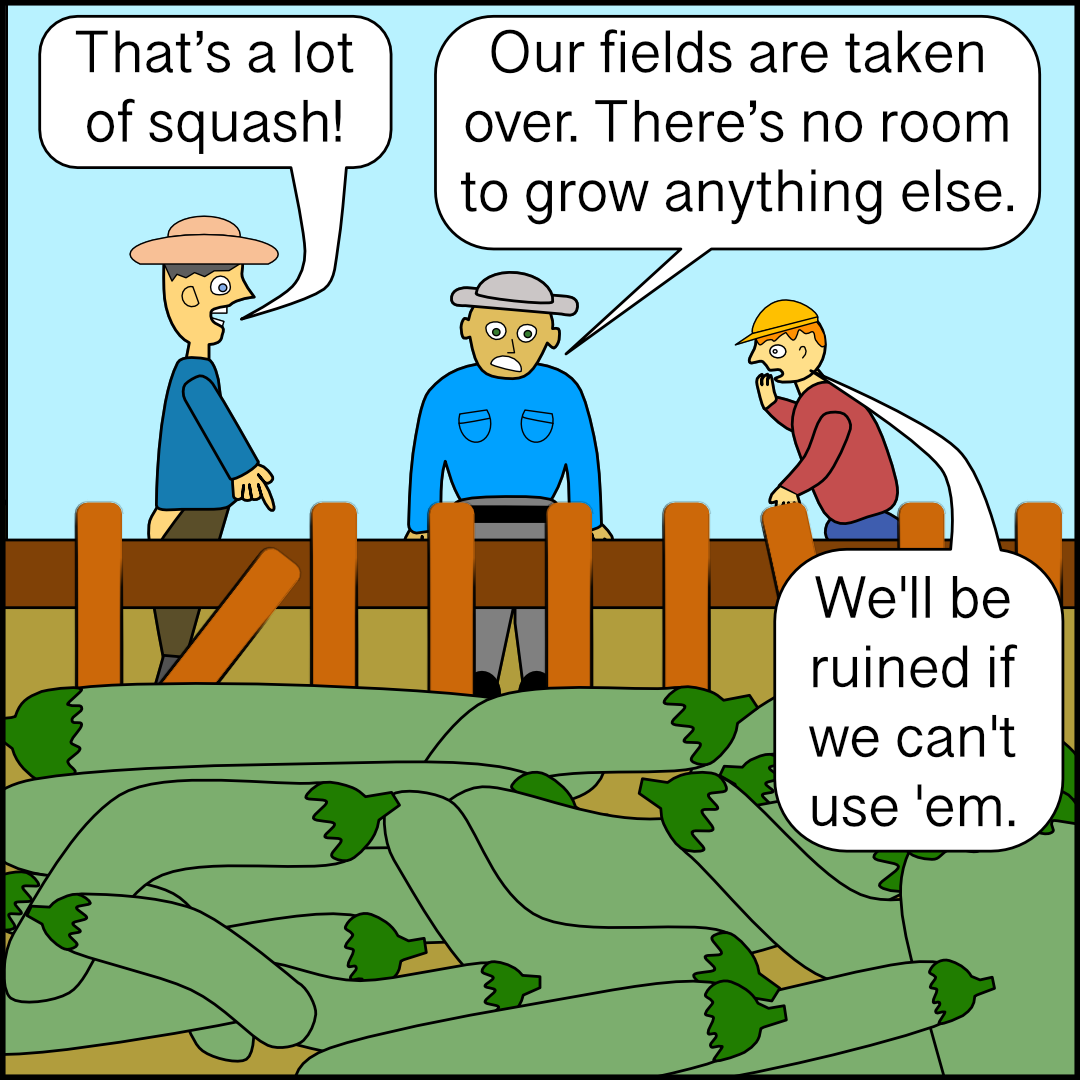 That’s a lot
of squash!
Our fields are taken
over. There’s no room
to grow anything else.
We'll be
ruined if
we can't
use 'em.